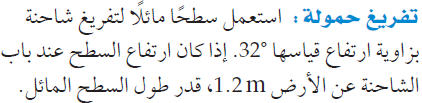 تفريغ حمولة: استعمل سطحًا مائلًا لتفريغ شاحنة
بزاوية ارتفاع قياسها 32°. إذا كان ارتفاع السطح عند باب
الشاحنة عن الأرض 1.2 m، قدر طول السطح المائل.